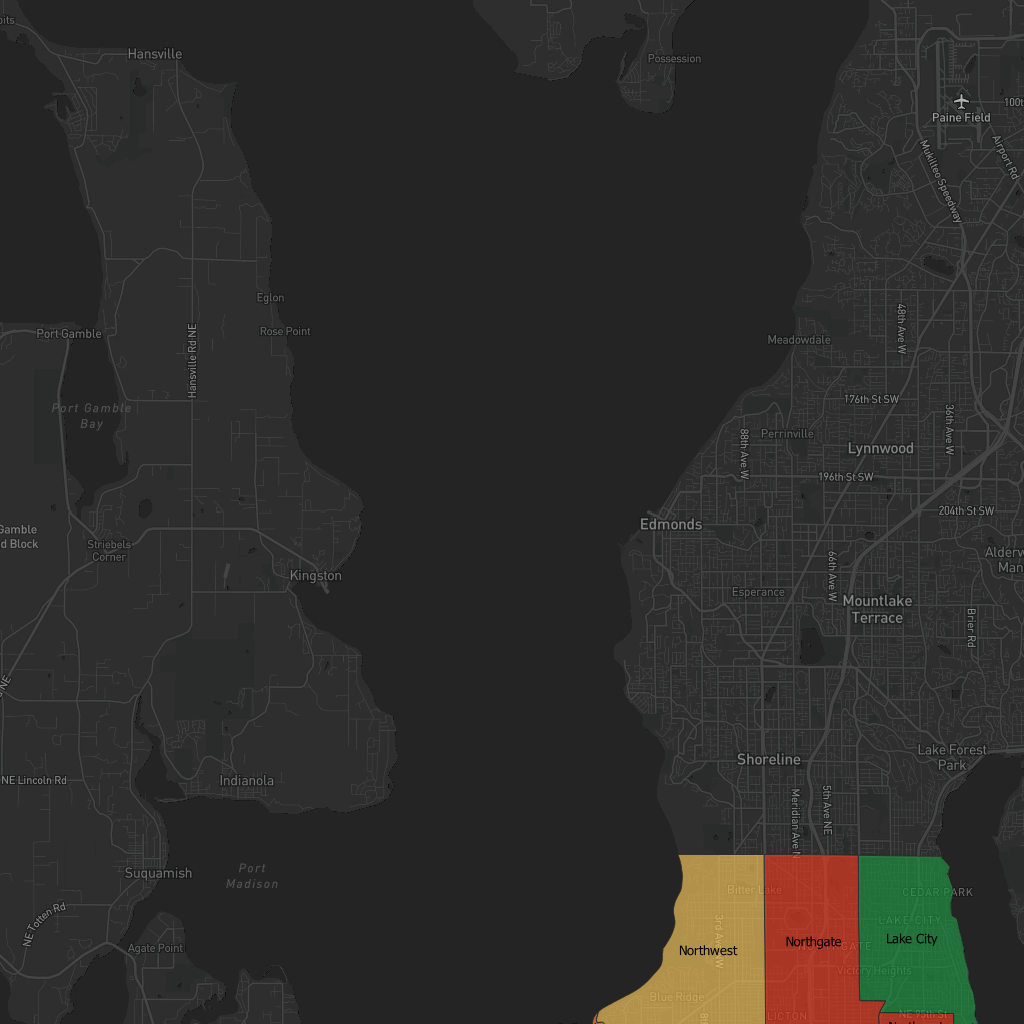 Hansville
Possession
Paine Field
100t
Airport Rd
Mukilteo Speedway
Eglon
Rose Point
Port Gamble
Hansville Rd NE
48th Ave W
Meadowdale
Port Gamble
Bay
176th St SW
36th Ave W
Perrinville
88th Ave W
Lynnwood
196th St SW
204th St SW
Edmonds
Gamble
d Block
Striebels
Corner
Kingston
Alderw
Man
66th Ave W
Esperance
Mountlake
Terrace
Brier Rd
NE
Shoreline
Lake Forest
Park
NE Lincoln Rd
Indianola
Meridian Ave N
5th Ave NE
Suquamish
Port
Madison
Bitter Lake
CEDAR PARK
NE Totten Rd
Agate Point
3rd Ave NW
LAKE CITY
Northwest
Northgate
Lake City
Victory Heights
Blue Ridge
LICTON
NE 95th St